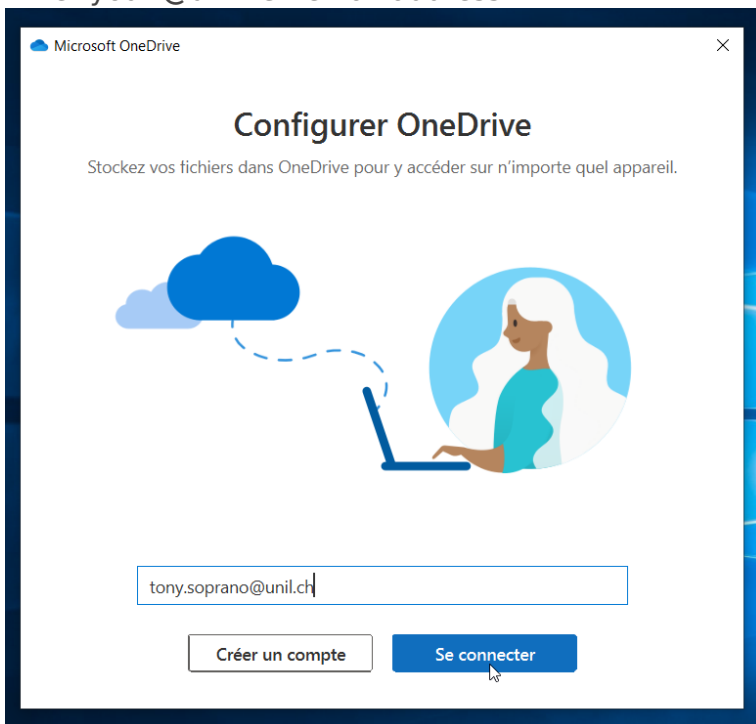 Microsoft OneDrive
Configurer OneDrive
Stockez vos fichiers dans OneDrive pour y accéder sur n'importe quel appareil.
tony.soprano@unil.ch
Créer un compte
Se connecter